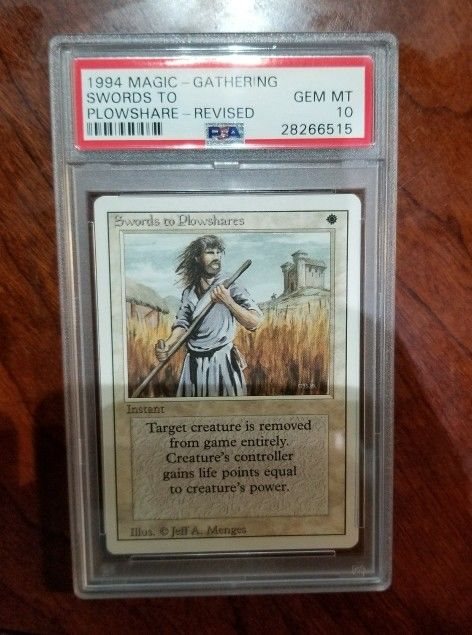 1994 MAGIC - GATHERING
SWORDS TO GEM MT
PLOWSHARE - REVISED 10
PSA 28266515
Swords to Plowshares
Instant
Target creature is removed
from game entirely.
Creature's controller
gains life points equal
to creature's power.
Illus. © Jeff A. Menges